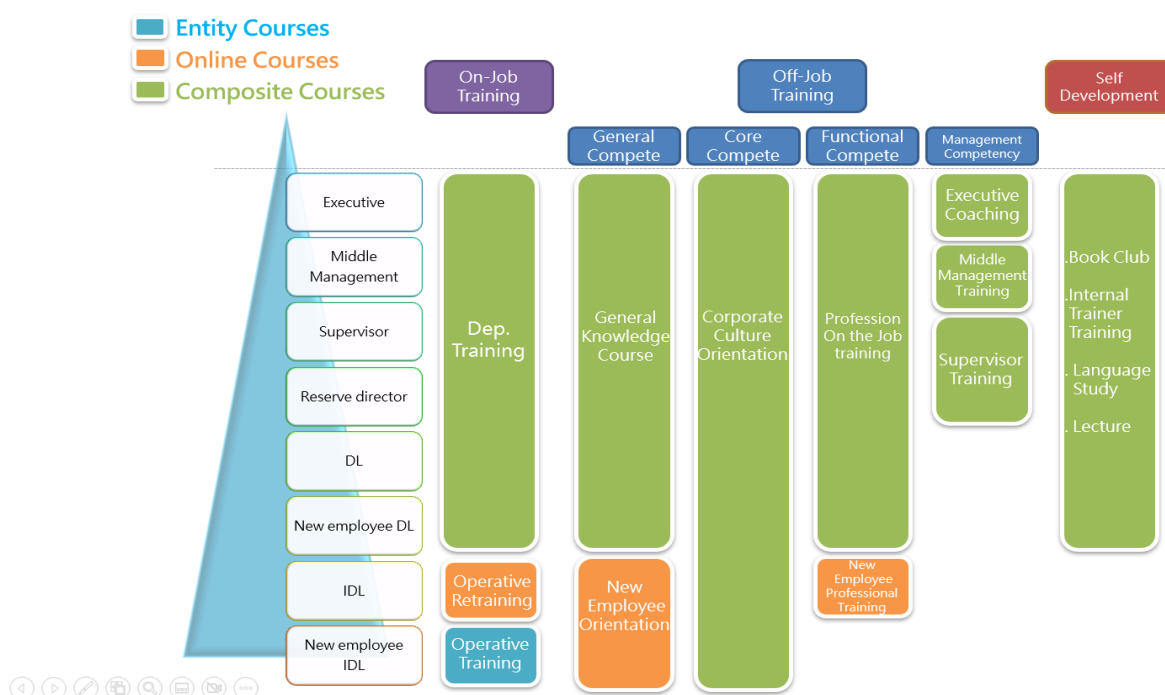 Entity Courses
Online Courses
Composite Courses
On-Job
Training
Off-Job
Training
Self
Development
General
Compete
Core
Compete
Functional
Compete
Management
Competency
Executive
Middle
Management
Supervisor
Reserve director
DL
New employee DL
IDL
New employee
IDL
Dep.
Training
Operative
Retraining
Operative
Training
General
Knowledge
Course
New
Employee
Orientation
Corporate
Culture
Orientation
Profession
On the Job
training
New
Employee
Professional
Training
Executive
Coaching
Middle
Management
Training
Supervisor
Training
.Book Club
.Internal
Trainer
Training
. Language
Study
. Lecture